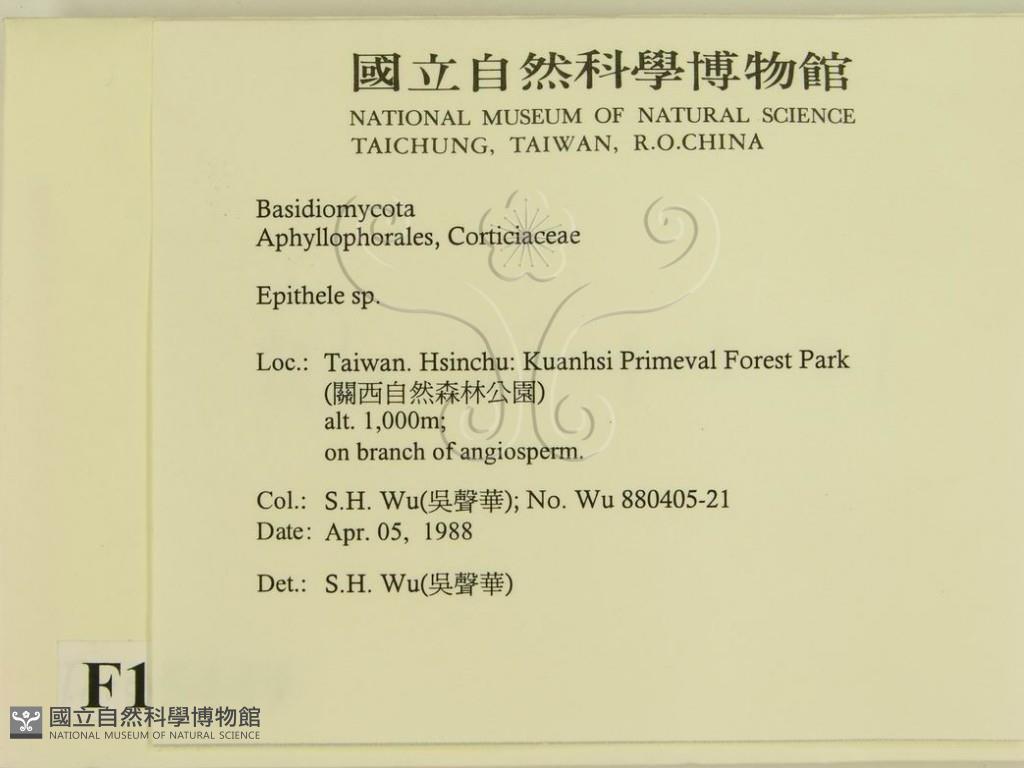 國立自然科學博物館
NATIONAL MUSEUM OF NATURAL SCIENCE
TAICHUNG, TAIWAN, R.O.CHINA
Basidiomycota
Aphyllophorales, Corticiaceae
Epithele sp.
Loc.: Taiwan. Hsinchu: Kuanhsi Primeval Forest Park
(關西自然森林公園)
alt. 1,000m;
on branch of angiosperm.
Col.: S.H. Wu(吳聲華); No. Wu 880405-21
Date: Apr. 05, 1988
Det.: S.H. Wu(吳聲華)
F1
國立自然科學博物館
NATIONAL MUSEUM OF NATURAL SCIENCE